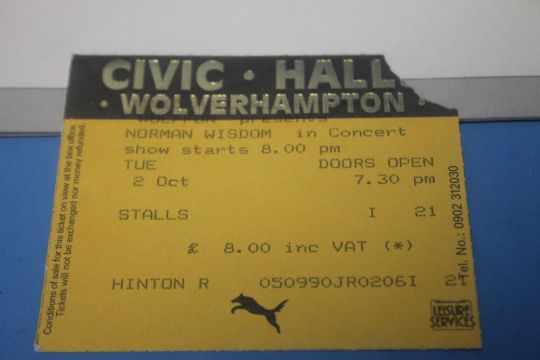 CIVIC · HALL
· WOLVERHAMPTON ·
presents
NORMAN WISDOM in Concert
show starts 8.00 pm
TUE DOORS OPEN
2 Oct 7.30 pm
STALLS I 21
£ 8.00 inc VAT (*)
HINTON R 050990JR0206I 21
LEISURE
SERVICES
Conditions of sale for this ticket on view at the box office.
Tickets will not be exchanged nor money refunded.
Tel. No.: 0902 312030